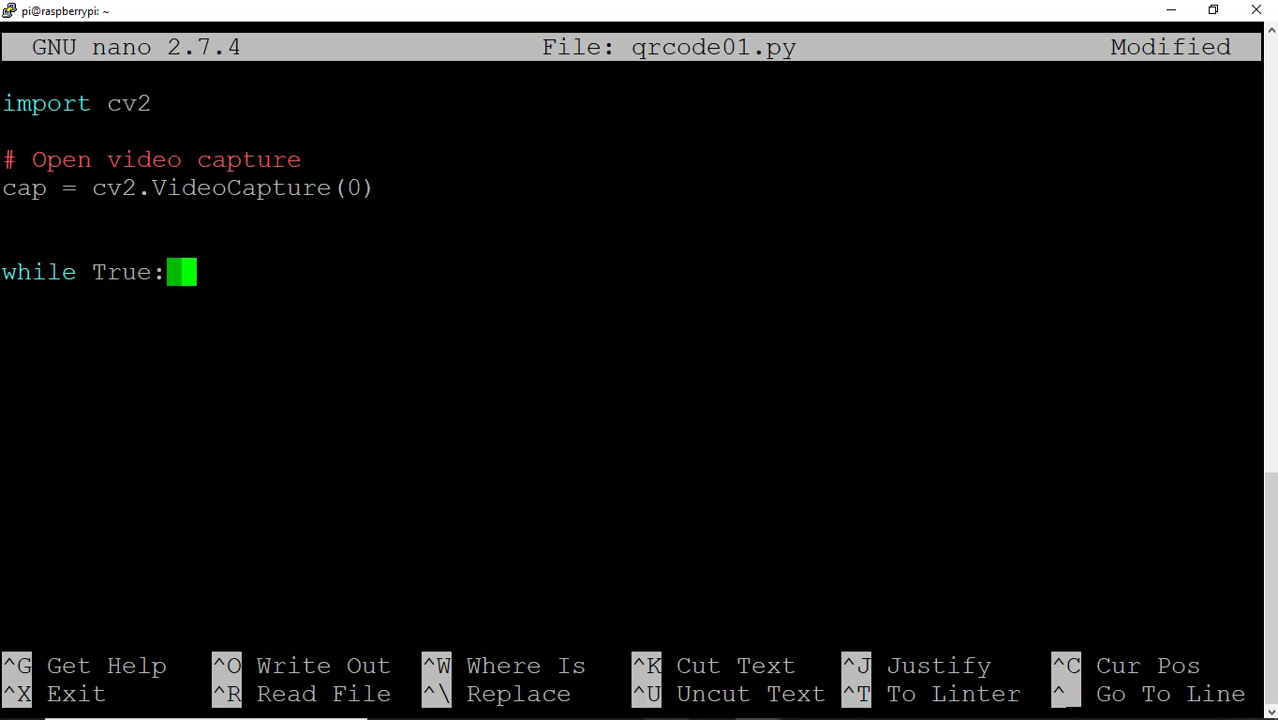 pi@raspberrypi: ~
GNU nano 2.7.4 File: qrcode01.py Modified
import cv2
# Open video capture
cap = cv2.VideoCapture(0)
while True:
^G Get Help ^O Write Out ^W Where Is ^K Cut Text ^J Justify ^C Cur Pos
^X Exit ^R Read File ^\ Replace ^U Uncut Text ^T To Linter ^_ Go To Line